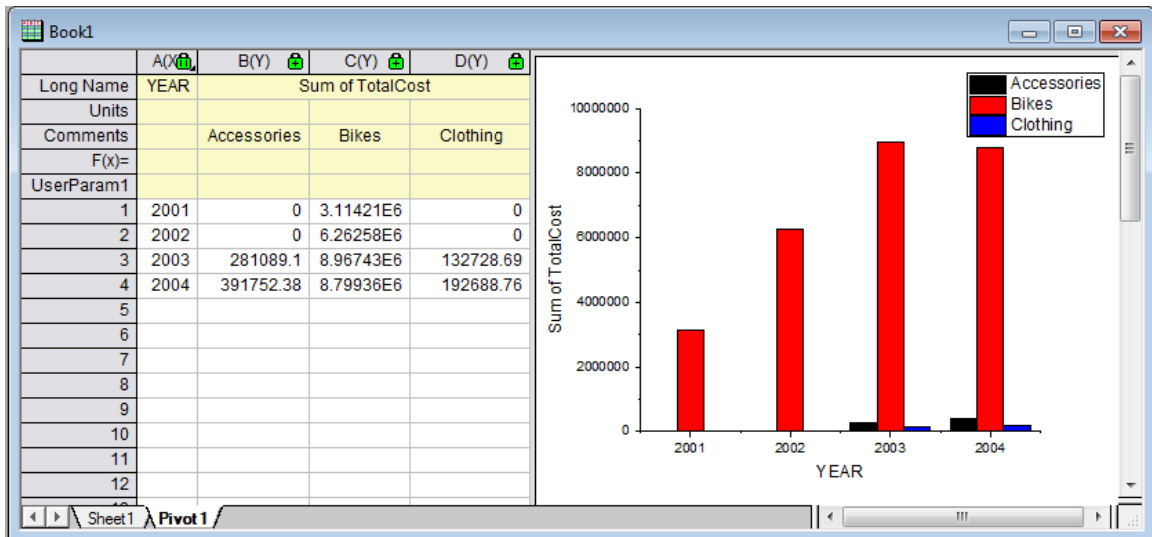 Book1
A(X) B(Y) C(Y) D(Y)
Long Name YEAR Sum of TotalCost
Units
Comments Accessories Bikes Clothing
F(x)=
UserParam1
1 2001 0 3.11421E6 0
2 2002 0 6.26258E6 0
3 2003 281089.1 8.96743E6 132728.69
4 2004 391752.38 8.79936E6 192688.76
5
6
7
8
9
10
11
12
Sheet1 Pivot1
Accessories
Bikes
Clothing
10000000
8000000
6000000
4000000
2000000
0
Sum of TotalCost
2001 2002 2003 2004
YEAR